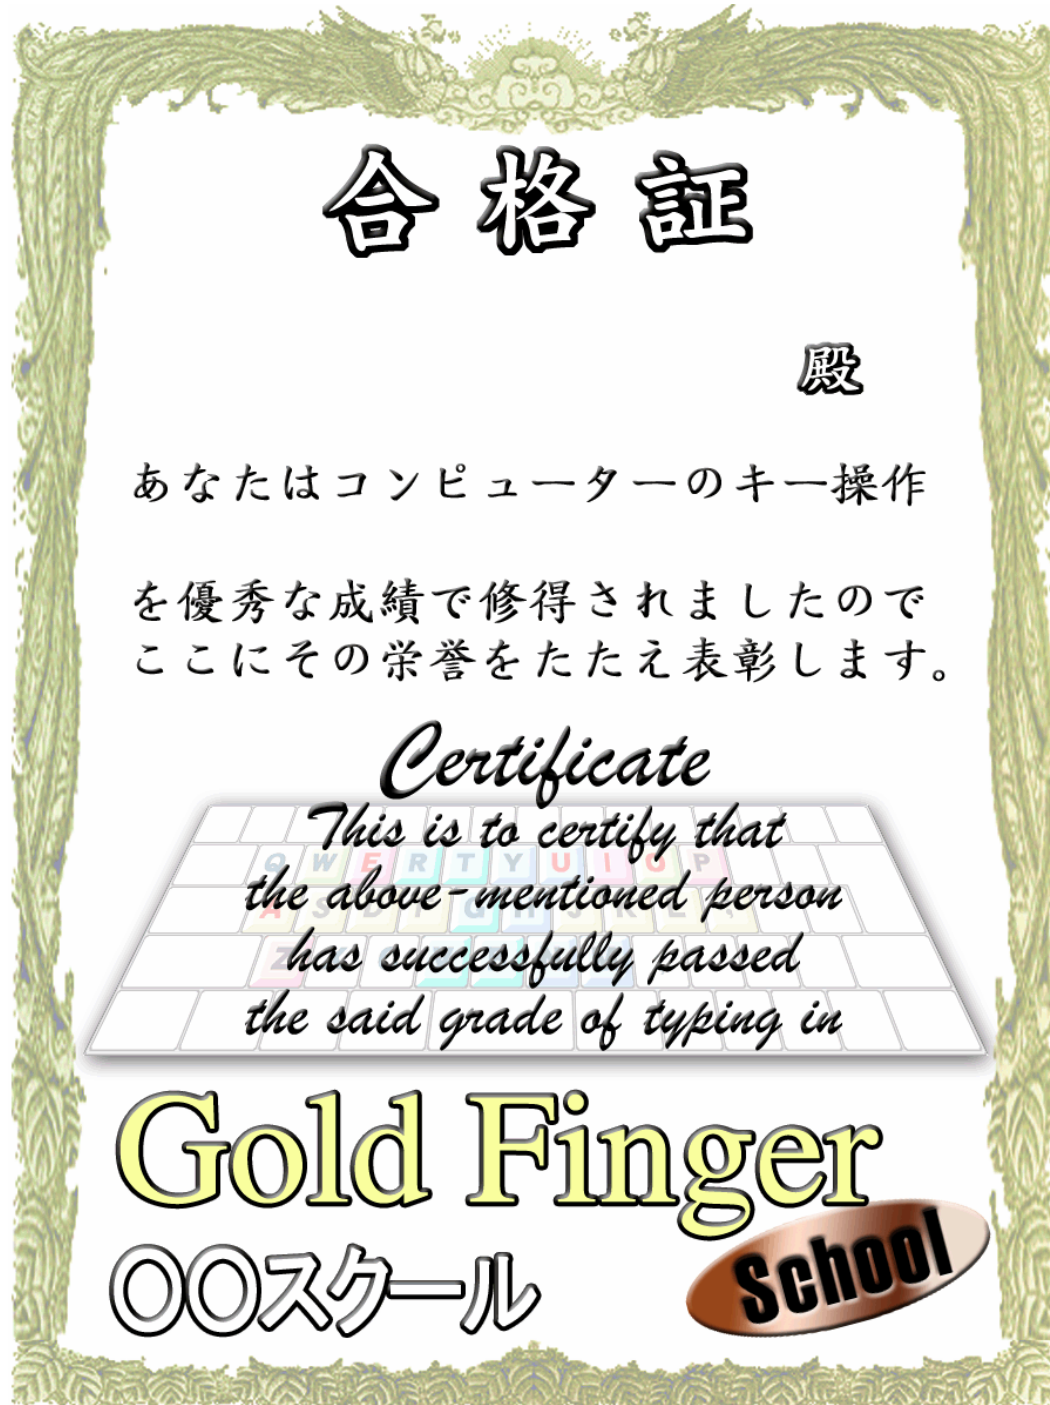 合格証
殿
あなたはコンピューターのキー操作
を優秀な成績で修得されましたので
ここにその栄誉をたたえ表彰します。
Certificate
This is to certify that
Q W E R T Y U I O P
the above-mentioned person
A S D F G H J K L
has successfully passed
the said grade of typing in
Gold Finger
School
〇〇スクール